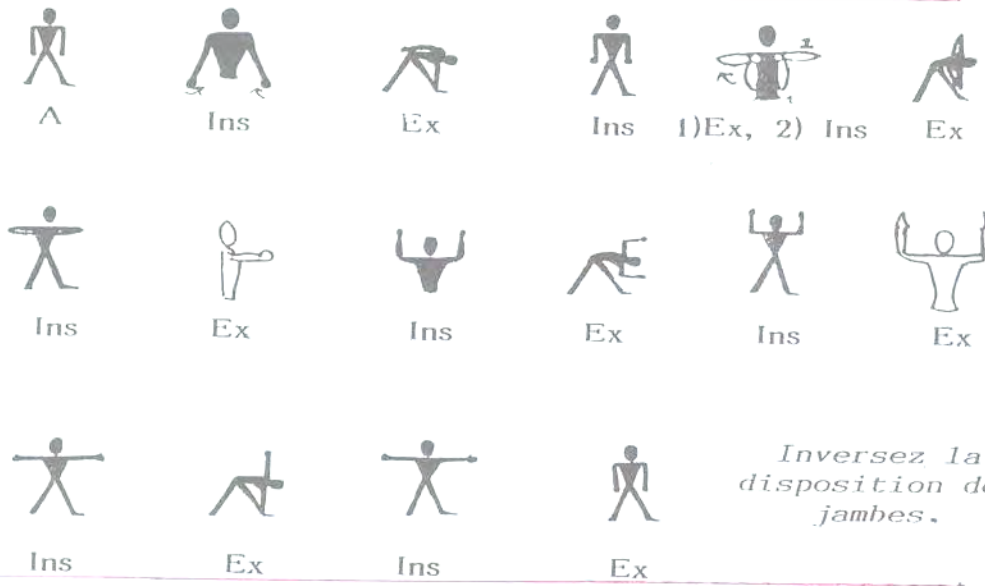 Λ Ins Ex Ins 1)Ex, 2) Ins Ex
Ins Ex Ins Ex Ins Ex
Inversez la
disposition de
jambes.
Ins Ex Ins Ex